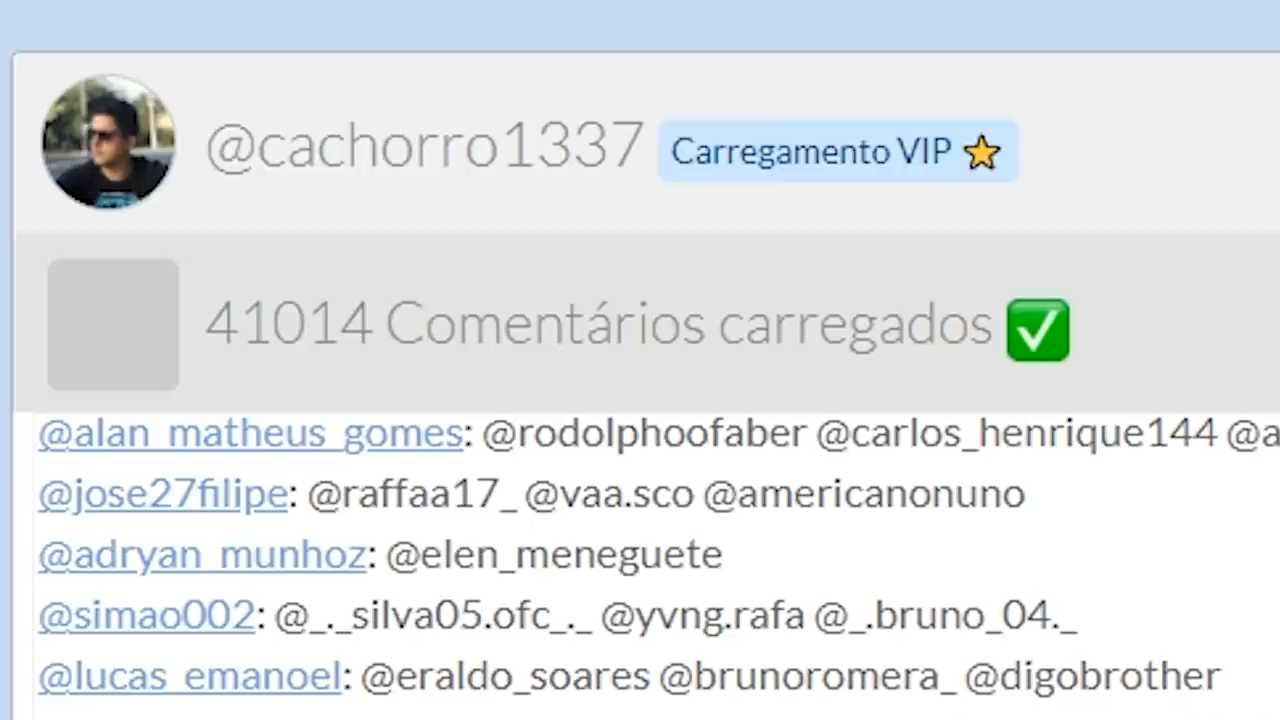 @cachorro1337 Carregamento VIP
41014 Comentários carregados
@alan_matheus_gomes: @rodolphoofaber @carlos_henrique144 @a
@jose27filipe: @raffaa17_ @vaa.sco @americanonuno
@adryan_munhoz: @elen_meneguete
@simao002: @_._silva05.ofc_._ @yvng.rafa @_.bruno_04._
@lucas_emanoel: @eraldo_soares @brunoromera_ @digobrother